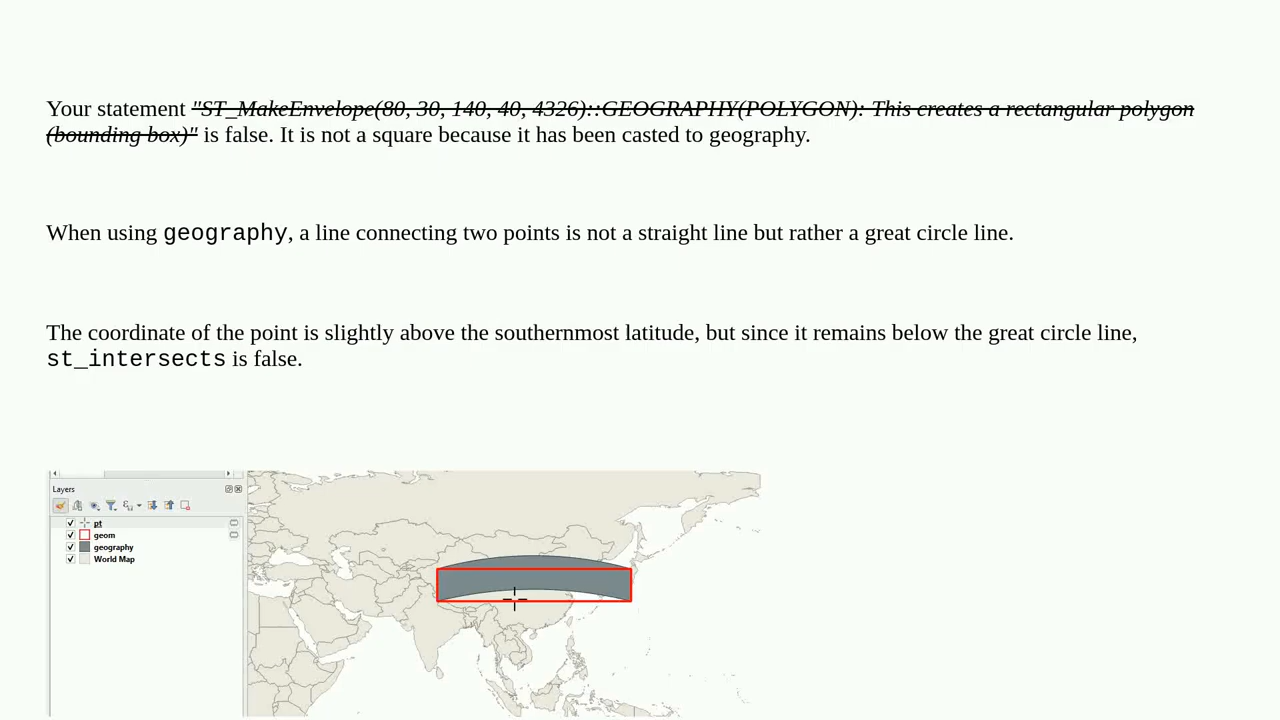 Your statement "ST_MakeEnvelope(80, 30, 140, 40, 4326)::GEOGRAPHY(POLYGON): This creates a rectangular polygon
(bounding box)" is false. It is not a square because it has been casted to geography.
When using geography, a line connecting two points is not a straight line but rather a great circle line.
The coordinate of the point is slightly above the southernmost latitude, but since it remains below the great circle line,
st_intersects is false.
Layers
pt
geom
geography
World Map